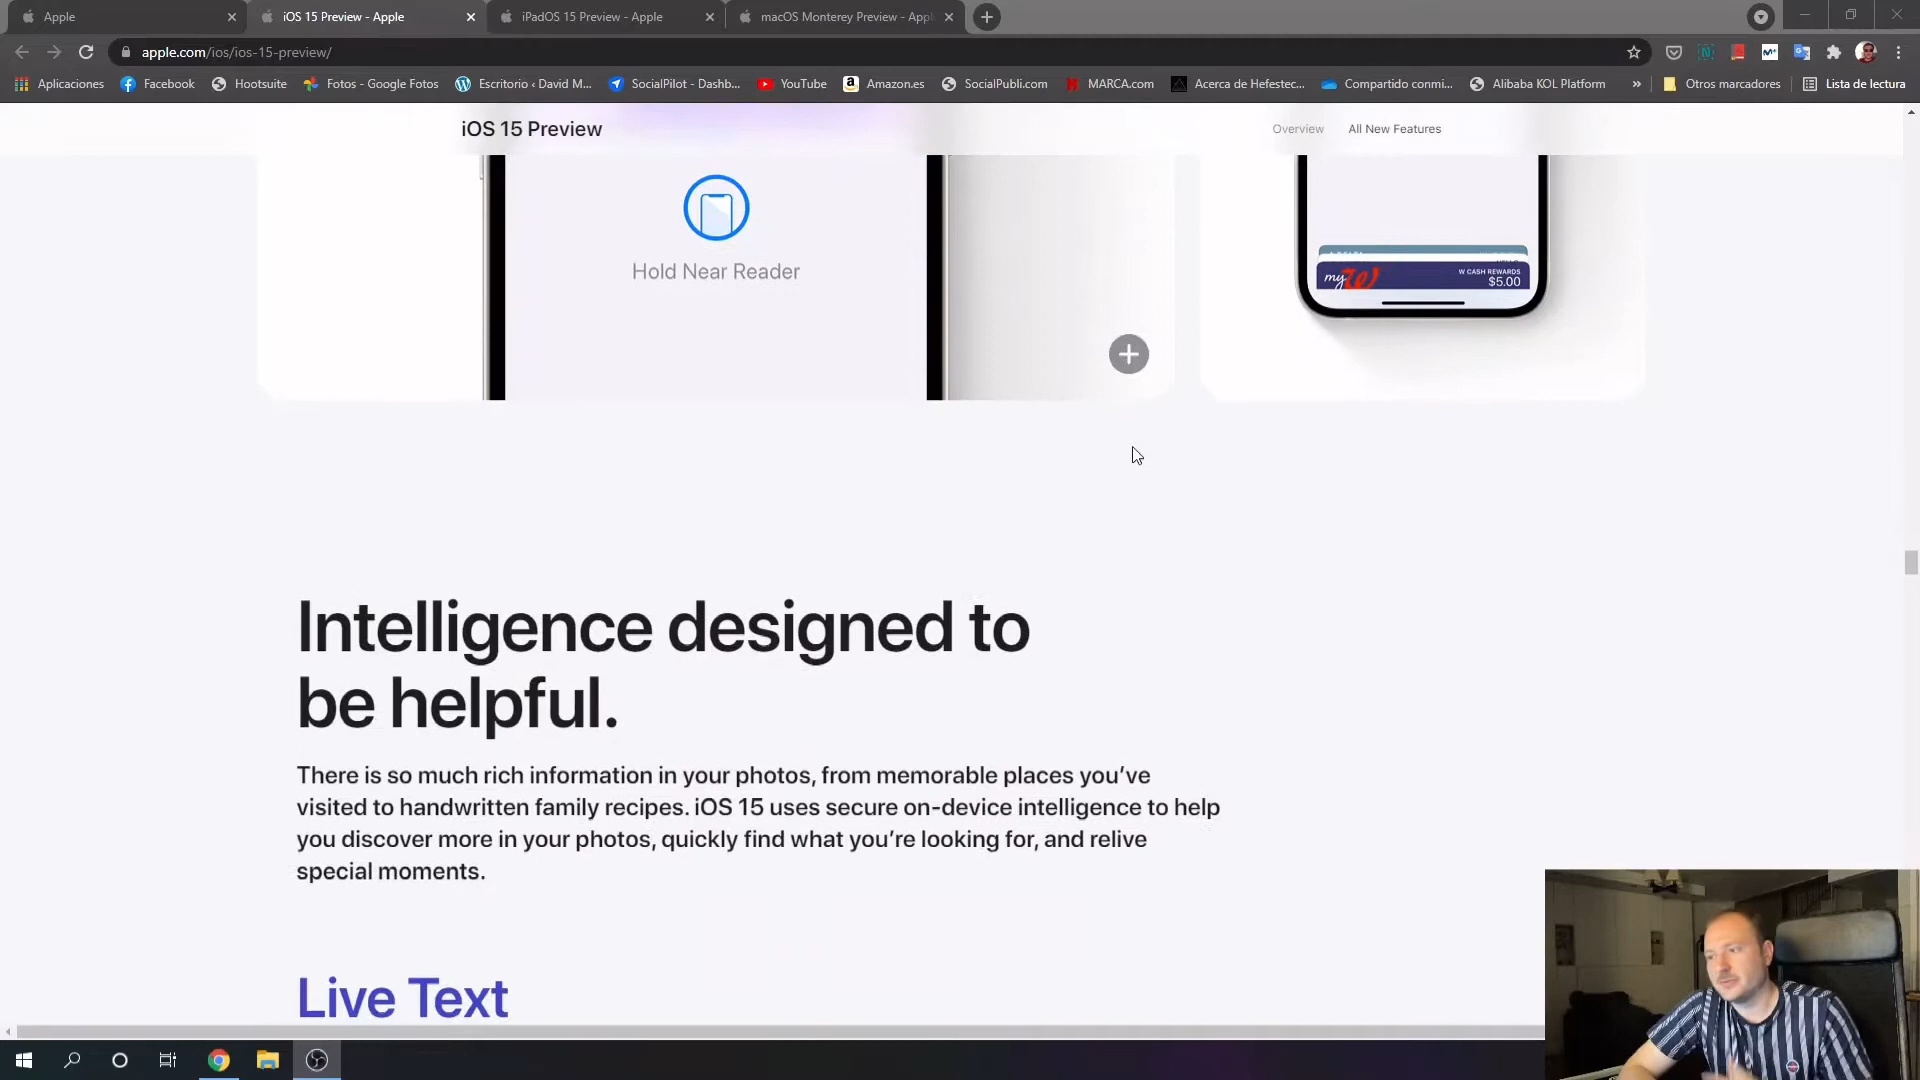 Apple
iOS 15 Preview - Apple
iPadOS 15 Preview - Apple
macOS Monterey Preview - Appl
apple.com/ios/ios-15-preview/
Aplicaciones
Facebook
Hootsuite
Fotos - Google Fotos
Escritorio ‹ David M...
SocialPilot - Dashb...
YouTube
Amazon.es
SocialPubli.com
MARCA.com
Acerca de Hefestec...
Compartido conmi...
Alibaba KOL Platform
»
Otros marcadores
Lista de lectura
iOS 15 Preview
Overview
All New Features
Hold Near Reader
my W
W CASH REWARDS
$5.00
Intelligence designed to
be helpful.
There is so much rich information in your photos, from memorable places you’ve
visited to handwritten family recipes. iOS 15 uses secure on-device intelligence to help
you discover more in your photos, quickly find what you’re looking for, and relive
special moments.
Live Text